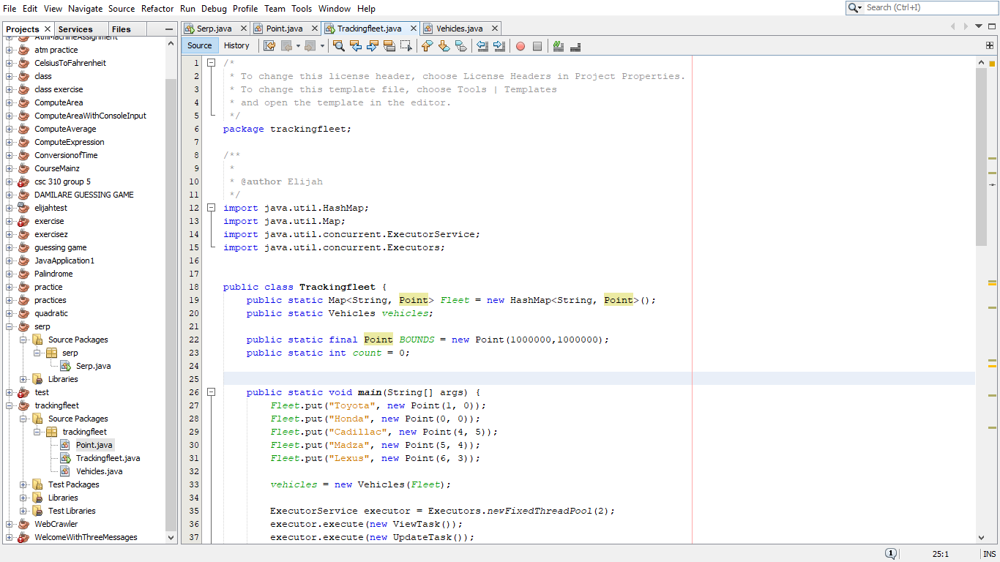 File Edit View Navigate Source Refactor Run Debug Profile Team Tools Window Help
Search (Ctrl+I)
Projects Services Files
AtmMachineAssignment
atm practice
CelsiusToFahrenheit
class
class exercise
ComputeArea
ComputeAreaWithConsoleInput
ComputeAverage
ComputeExpression
ConversionofTime
CourseMainz
csc 310 group 5
DAMILARE GUESSING GAME
elijahtest
exercise
exercisez
guessing game
JavaApplication1
Palindrome
practice
practices
quadratic
serp
Source Packages
serp
Serp.java
Libraries
test
trackingfleet
Source Packages
trackingfleet
Point.java
Trackingfleet.java
Vehicles.java
Test Packages
Libraries
Test Libraries
WebCrawler
WelcomeWithThreeMessages
Serp.java Point.java Trackingfleet.java Vehicles.java
Source History
1 /*
2 * To change this license header, choose License Headers in Project Properties.
3 * To change this template file, choose Tools | Templates
4 * and open the template in the editor.
5 */
6 package trackingfleet;
7
8 /**
9 *
10 * @author Elijah
11 */
12 import java.util.HashMap;
13 import java.util.Map;
14 import java.util.concurrent.ExecutorService;
15 import java.util.concurrent.Executors;
16
17
18 public class Trackingfleet {
19 public static Map<String, Point> Fleet = new HashMap<String, Point>();
20 public static Vehicles vehicles;
21
22 public static final Point BOUNDS = new Point(1000000,1000000);
23 public static int count = 0;
24
25
26 public static void main(String[] args) {
27 Fleet.put("Toyota", new Point(1, 0));
28 Fleet.put("Honda", new Point(0, 0));
29 Fleet.put("Cadillac", new Point(4, 5));
30 Fleet.put("Madza", new Point(5, 4));
31 Fleet.put("Lexus", new Point(6, 3));
32
33 vehicles = new Vehicles(Fleet);
34
35 ExecutorService executor = Executors.newFixedThreadPool(2);
36 executor.execute(new ViewTask());
37 executor.execute(new UpdateTask());
1 25:1 INS